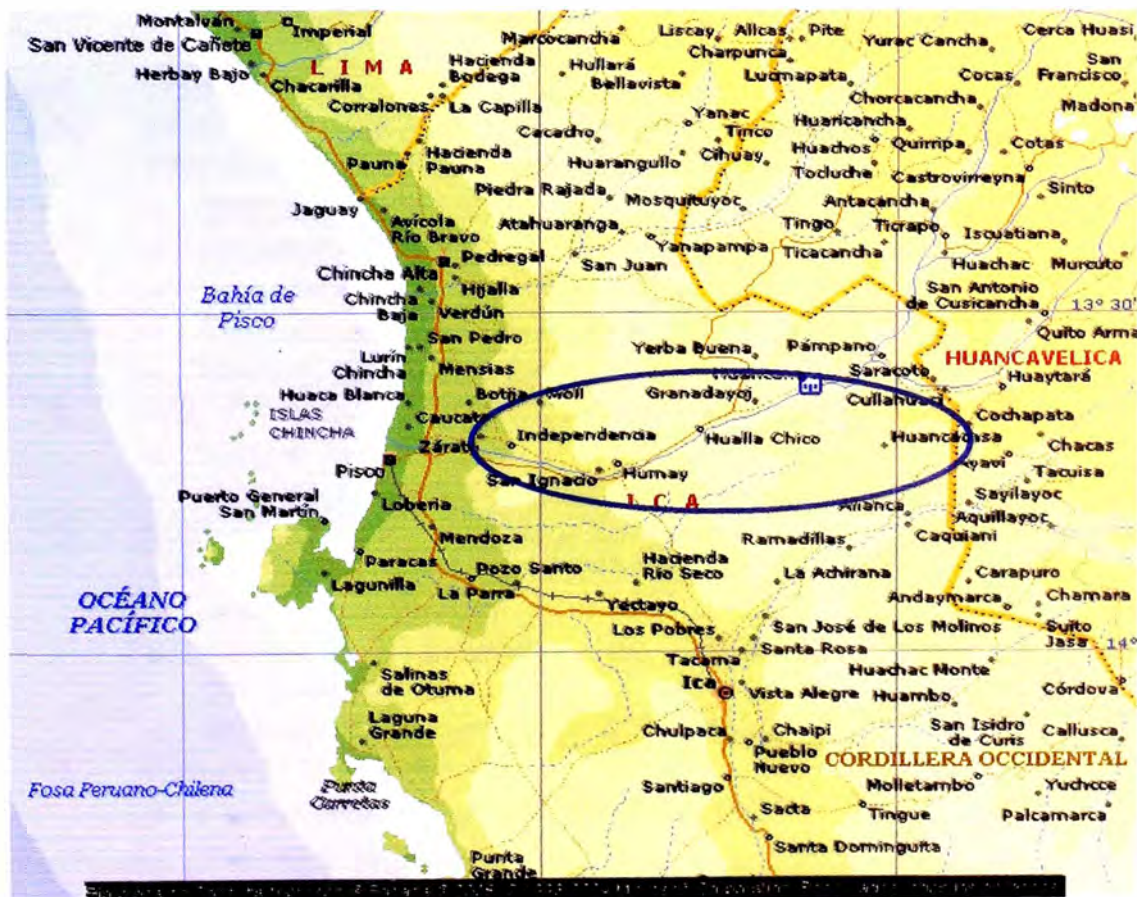 Montalván
Imperial
San Vicente de Cañete
Herbay Bajo
Chacarilla
LIMA
Hacienda
Bodega
Corralones
La Capilla
Marcocancha
Hullará
Bellavista
Liscay
Allcas
Pite
Charpunca
Lucmapata
Yurac Cancha
Cerca Huasi
Cocas
San
Francisco
Chorcacancha
Madona
Yanac
Tinco
Huaricancha
Cacacho
Huarangullo
Cihuay
Huachos
Quirripa
Cotas
Tocluche
Castrovirreyna
Pauna
Hacienda
Pauna
Piedra Rajada
Mosquituyoc
Antacancha
Sinto
Jaguay
Avícola
Río Bravo
Atahuaranga
Yanapampa
Tingo
Ticrapo
Iscuatiana
Ticacancha
Pedregal
San Juan
Huachac
Murcuto
Chincha Alta
Hijalla
San Antonio
de Cusicancha
Bahía de
Pisco
Chincha
Baja
Verdún
13° 30'
Quito Arma
San Pedro
Lurín
Chincha
Mensias
Yerba Buena
Pámpano
HUANCAVELICA
Saracoto
Huaytará
Huaca Blanca
Granadayoj
Cullahuasi
ISLAS
CHINCHA
Caucato
Cochapata
Zárate
Independencia
Hualla Chico
Huancacasa
Chacas
Pisco
San Ignacio
Humay
Ayavi
Tacuisa
Puerto General
San Martín
Loberia
ICA
Alianca
Sayilayoc
Aquillayoc
Mendoza
Ramadillas
Caquiani
Paracas
Pozo Santo
Hacienda
Río Seco
Lagunilla
La Parra
La Achirana
Carapuro
OCÉANO
PACÍFICO
Yectayo
Andaymarca
Chamara
Los Pobres
San José de Los Molinos
Suito
Jasa
Tacama
Santa Rosa
14°
Salinas
de Otuma
Ica
Huachac Monte
Vista Alegre
Huambo
Córdova
Laguna
Grande
Chulpaca
Chaipi
San Isidro
de Curis
Callusca
Pueblo
Nuevo
CORDILLERA OCCIDENTAL
Fosa Peruano-Chilena
Punta
Carretas
Santiago
Molletambo
Yuchcce
Sacta
Tingue
Palcamarca
Santa Dominguita
Punta
Grande